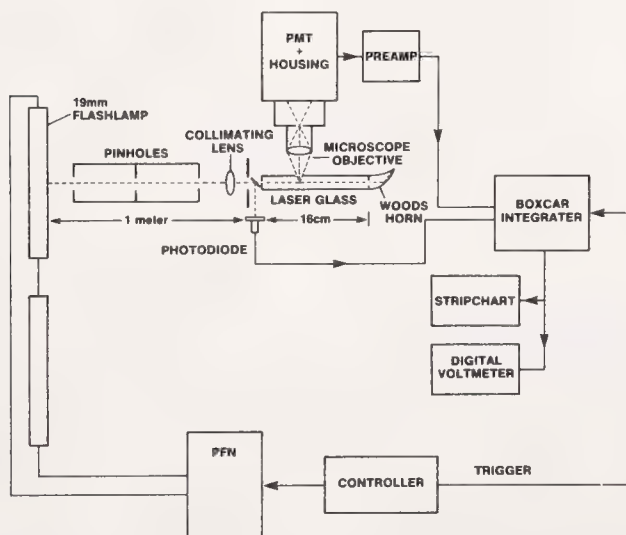 PMT
+
HOUSING
PREAMP
19mm
FLASHLAMP
COLLIMATING
LENS
PINHOLES
MICROSCOPE
OBJECTIVE
LASER GLASS
WOODS
HORN
1 meter
16cm
PHOTODIODE
BOXCAR
INTEGRATER
STRIPCHART
DIGITAL
VOLTMETER
PFN
CONTROLLER
TRIGGER